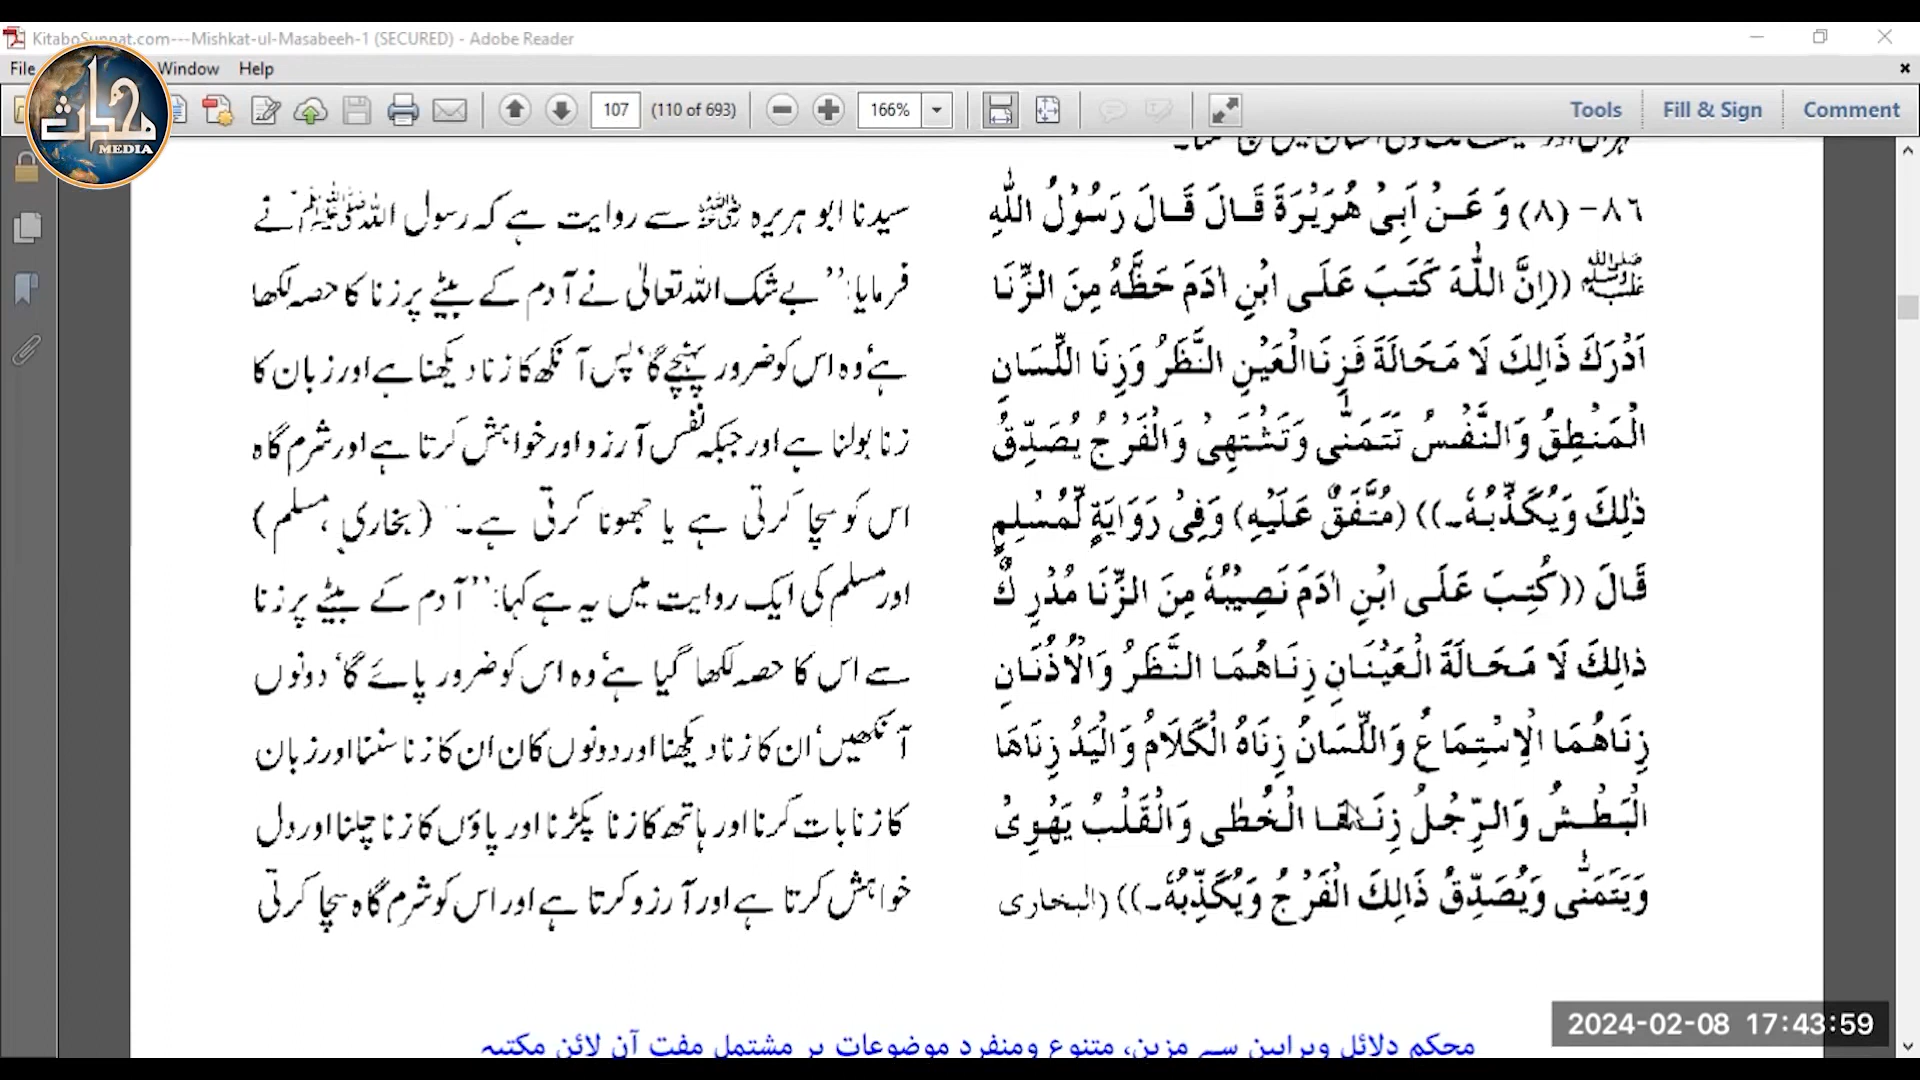 KitaboSunnat.com---Mishkat-ul-Masabeeh-1 (SECURED) - Adobe Reader
File Window Help
107 (110 of 693) 166% Tools Fill & Sign Comment
محدث
MEDIA
٨٦- (٨) وَ عَنْ اَبِىْ هُرَيْرَةَ قَالَ قَالَ رَسُوْلُ اللّٰهِ
ﷺ ((اِنَّ اللّٰهَ كَتَبَ عَلَى ابْنِ اٰدَمَ حَظَّهٗ مِنَ الزِّنَا
اَدْرَكَ ذَالِكَ لَا مَحَالَةَ فَزِنَا الْعَيْنِ النَّظَرُ وَزِنَا اللِّسَانِ
الْمَنْطِقُ وَالنَّفْسُ تَتَمَنّٰى وَتَشْتَهِىْ وَالْفَرْجُ يُصَدِّقُ
ذٰلِكَ وَيُكَذِّبُهٗ۔)) (مُتَّفَقٌ عَلَيْهِ) وَفِىْ رَوَايَةٍ لِّمُسْلِمٍ
قَالَ ((كُتِبَ عَلَى ابْنِ اٰدَمَ نَصِيْبُهٗ مِنَ الزِّنَا مُدْرِكٌ
ذٰالِكَ لَا مَحَالَةَ الْعَيْنَانِ زِنَاهُمَا النَّظَرُ وَالْاُذُنَانِ
زِنَاهُمَا الْاِسْتِمَاعُ وَاللِّسَانُ زِنَاهُ الْكَلَامُ وَالْيَدُ زِنَاهَا
الْبَطْشُ وَالرِّجْلُ زِنَاهَا الْخُطٰى وَالْقَلْبُ يَهْوِىْ
وَيَتَمَنّٰى وَيُصَدِّقُ ذَالِكَ الْفَرْجُ وَيُكَذِّبُهٗ۔)) (البخاری
سیدنا ابو ہریرہ رضی اللہ عنہ سے روایت ہے کہ رسول اللہ ﷺ نے
فرمایا: ’’بے شک اللہ تعالیٰ نے آدم کے بیٹے پر زنا کا حصہ لکھا
ہے‘ وہ اس کو ضرور پہنچے گا‘ پس آنکھ کا زنا دیکھنا ہے اور زبان کا
زنا بولنا ہے اور جبکہ نفس آرزو اور خواہش کرتا ہے اور شرم گاہ
اس کو سچا کرتی ہے یا جھوٹا کرتی ہے۔‘‘ (بخاری، مسلم)
اور مسلم کی ایک روایت میں یہ ہے کہا: ’’آدم کے بیٹے پر زنا
سے اس کا حصہ لکھا گیا ہے‘ وہ اس کو ضرور پائے گا‘ دونوں
آنکھیں‘ ان کا زنا دیکھنا اور دونوں کان ان کا زنا سننا اور زبان
کا زنا بات کرنا اور ہاتھ کا زنا پکڑنا اور پاؤں کا زنا چلنا اور دل
خواہش کرتا ہے اور آرزو کرتا ہے اور اس کو شرم گاہ سچا کرتی
محکم دلائل وبراہین سے مزین، متنوع ومنفرد موضوعات پر مشتمل مفت آن لائن مکتبہ
2024-02-08 17:43:59